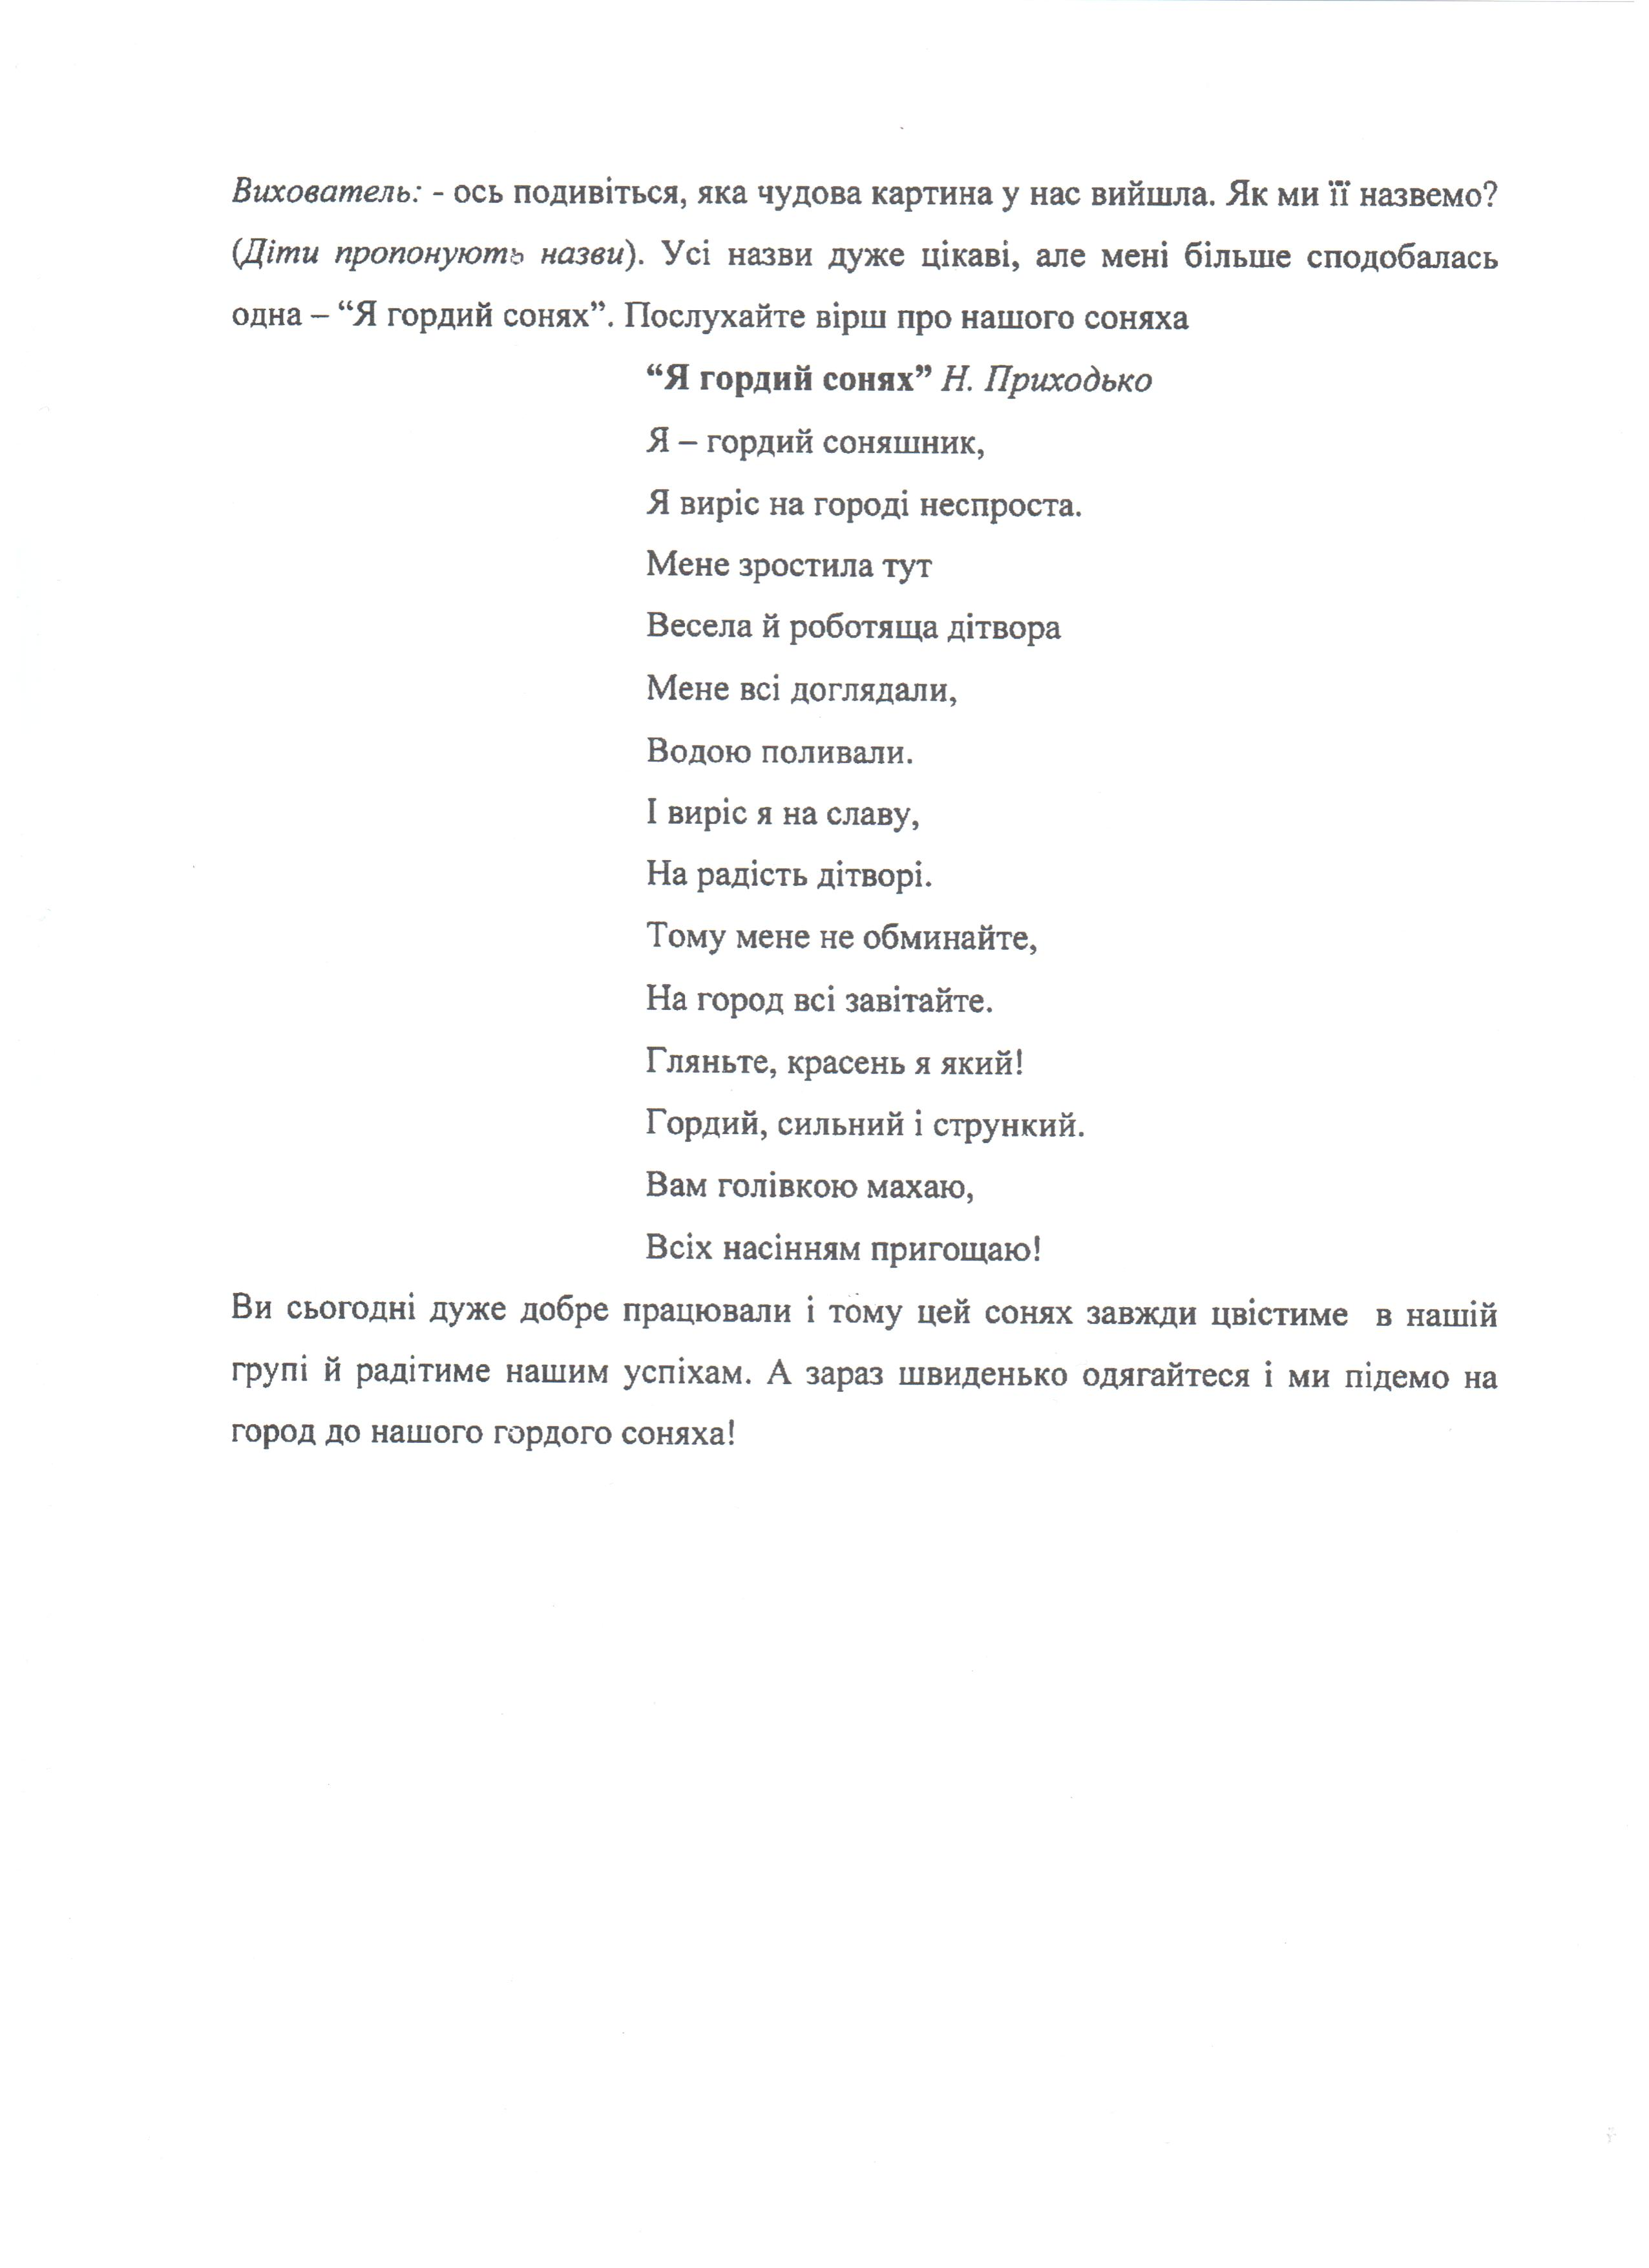 Вихователь: - ось подивіться, яка чудова картина у нас вийшла. Як ми її назвемо?
(Діти пропонують назви). Усі назви дуже цікаві, але мені більше сподобалась
одна – “Я гордий сонях”. Послухайте вірш про нашого соняха
“Я гордий сонях” Н. Приходько
Я – гордий соняшник,
Я виріс на городі неспроста.
Мене зростила тут
Весела й роботяща дітвора
Мене всі доглядали,
Водою поливали.
І виріс я на славу,
На радість дітворі.
Тому мене не обминайте,
На город всі завітайте.
Гляньте, красень я який!
Гордий, сильний і стрункий.
Вам голівкою махаю,
Всіх насінням пригощаю!
Ви сьогодні дуже добре працювали і тому цей сонях завжди цвістиме в нашій
групі й радітиме нашим успіхам. А зараз швиденько одягайтеся і ми підемо на
город до нашого гордого соняха!